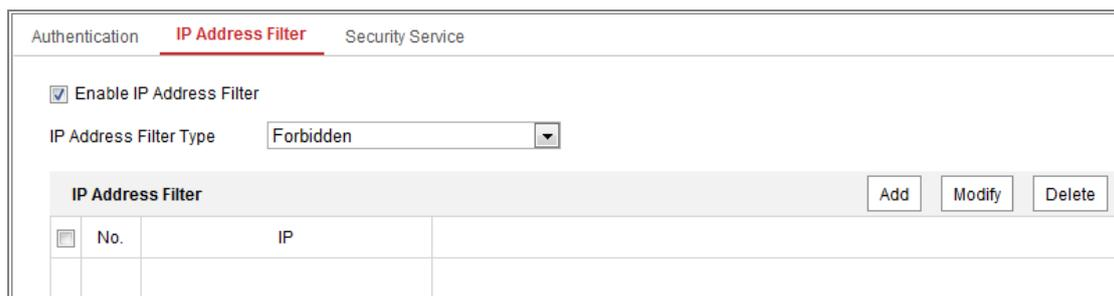 Authentication IP Address Filter Security Service
Enable IP Address Filter
IP Address Filter Type Forbidden
IP Address Filter Add Modify Delete
No. IP